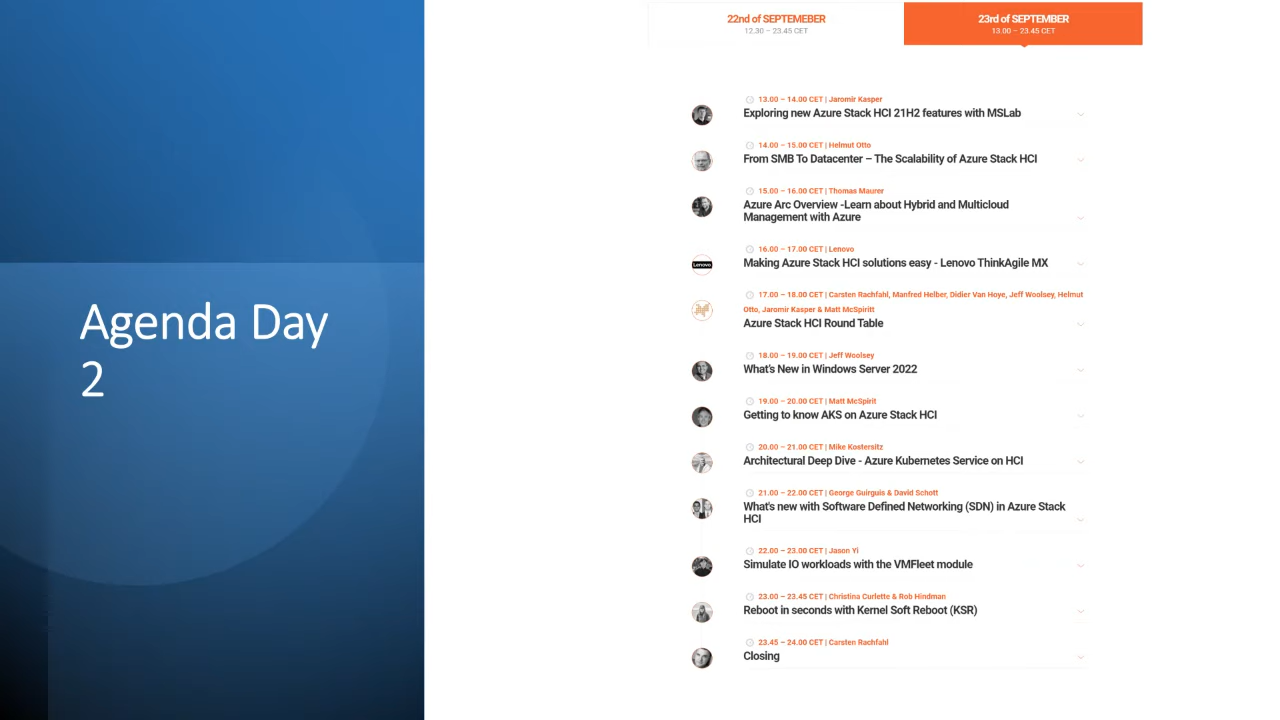 Agenda Day
2
22nd of SEPTEMEBER
12.30 – 23.45 CET
23rd of SEPTEMBER
13.00 – 23.45 CET
13.00 – 14.00 CET | Jaromir Kasper
Exploring new Azure Stack HCI 21H2 features with MSLab
14.00 – 15.00 CET | Helmut Otto
From SMB To Datacenter – The Scalability of Azure Stack HCI
15.00 – 16.00 CET | Thomas Maurer
Azure Arc Overview -Learn about Hybrid and Multicloud
Management with Azure
16.00 – 17.00 CET | Lenovo
Lenovo
Making Azure Stack HCI solutions easy - Lenovo ThinkAgile MX
17.00 – 18.00 CET | Carsten Rachfahl, Manfred Helber, Didier Van Hoye, Jeff Woolsey, Helmut
Otto, Jaromir Kasper & Matt McSpiritt
Azure Stack HCI Round Table
18.00 – 19.00 CET | Jeff Woolsey
What's New in Windows Server 2022
19.00 – 20.00 CET | Matt McSpirit
Getting to know AKS on Azure Stack HCI
20.00 – 21.00 CET | Mike Kostersitz
Architectural Deep Dive - Azure Kubernetes Service on HCI
21.00 – 22.00 CET | George Guirguis & David Schott
What's new with Software Defined Networking (SDN) in Azure Stack
HCI
22.00 – 23.00 CET | Jason Yi
Simulate IO workloads with the VMFleet module
23.00 – 23.45 CET | Christina Curlette & Rob Hindman
Reboot in seconds with Kernel Soft Reboot (KSR)
23.45 – 24.00 CET | Carsten Rachfahl
Closing